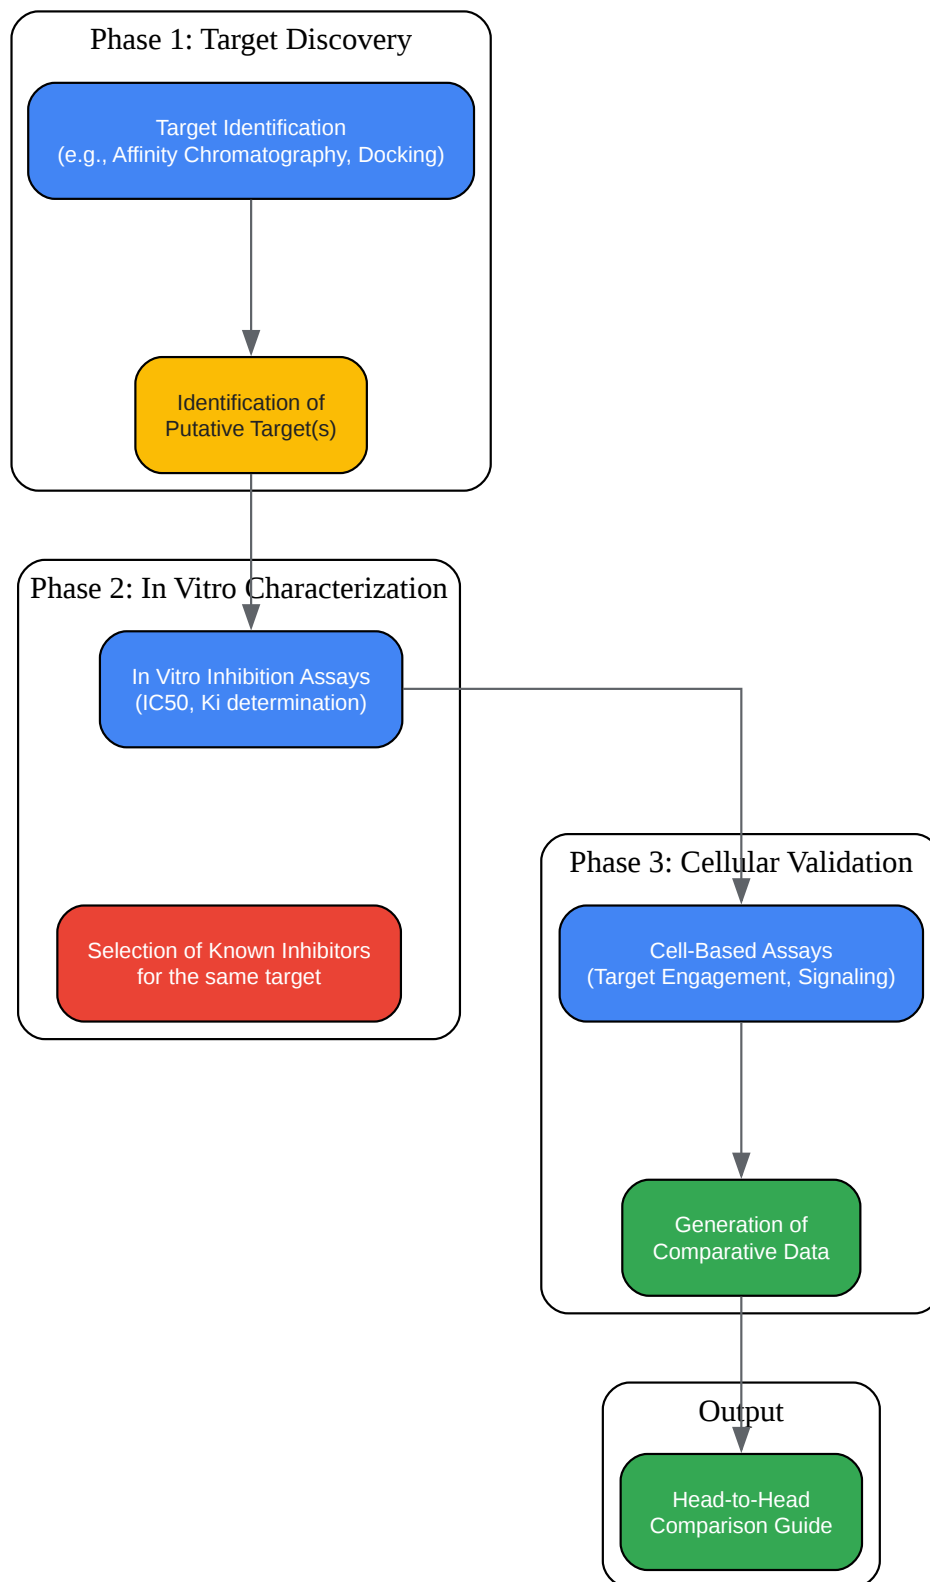 Phase 1: Target Discovery
Target Identification
(e.g., Affinity Chromatography, Docking)
Identification of
Putative Target(s)
Phase 2: In Vitro Characterization
In Vitro Inhibition Assays
(IC50, Ki determination)
Selection of Known Inhibitors
for the same target
Phase 3: Cellular Validation
Cell-Based Assays
(Target Engagement, Signaling)
Generation of
Comparative Data
Output
Head-to-Head
Comparison Guide